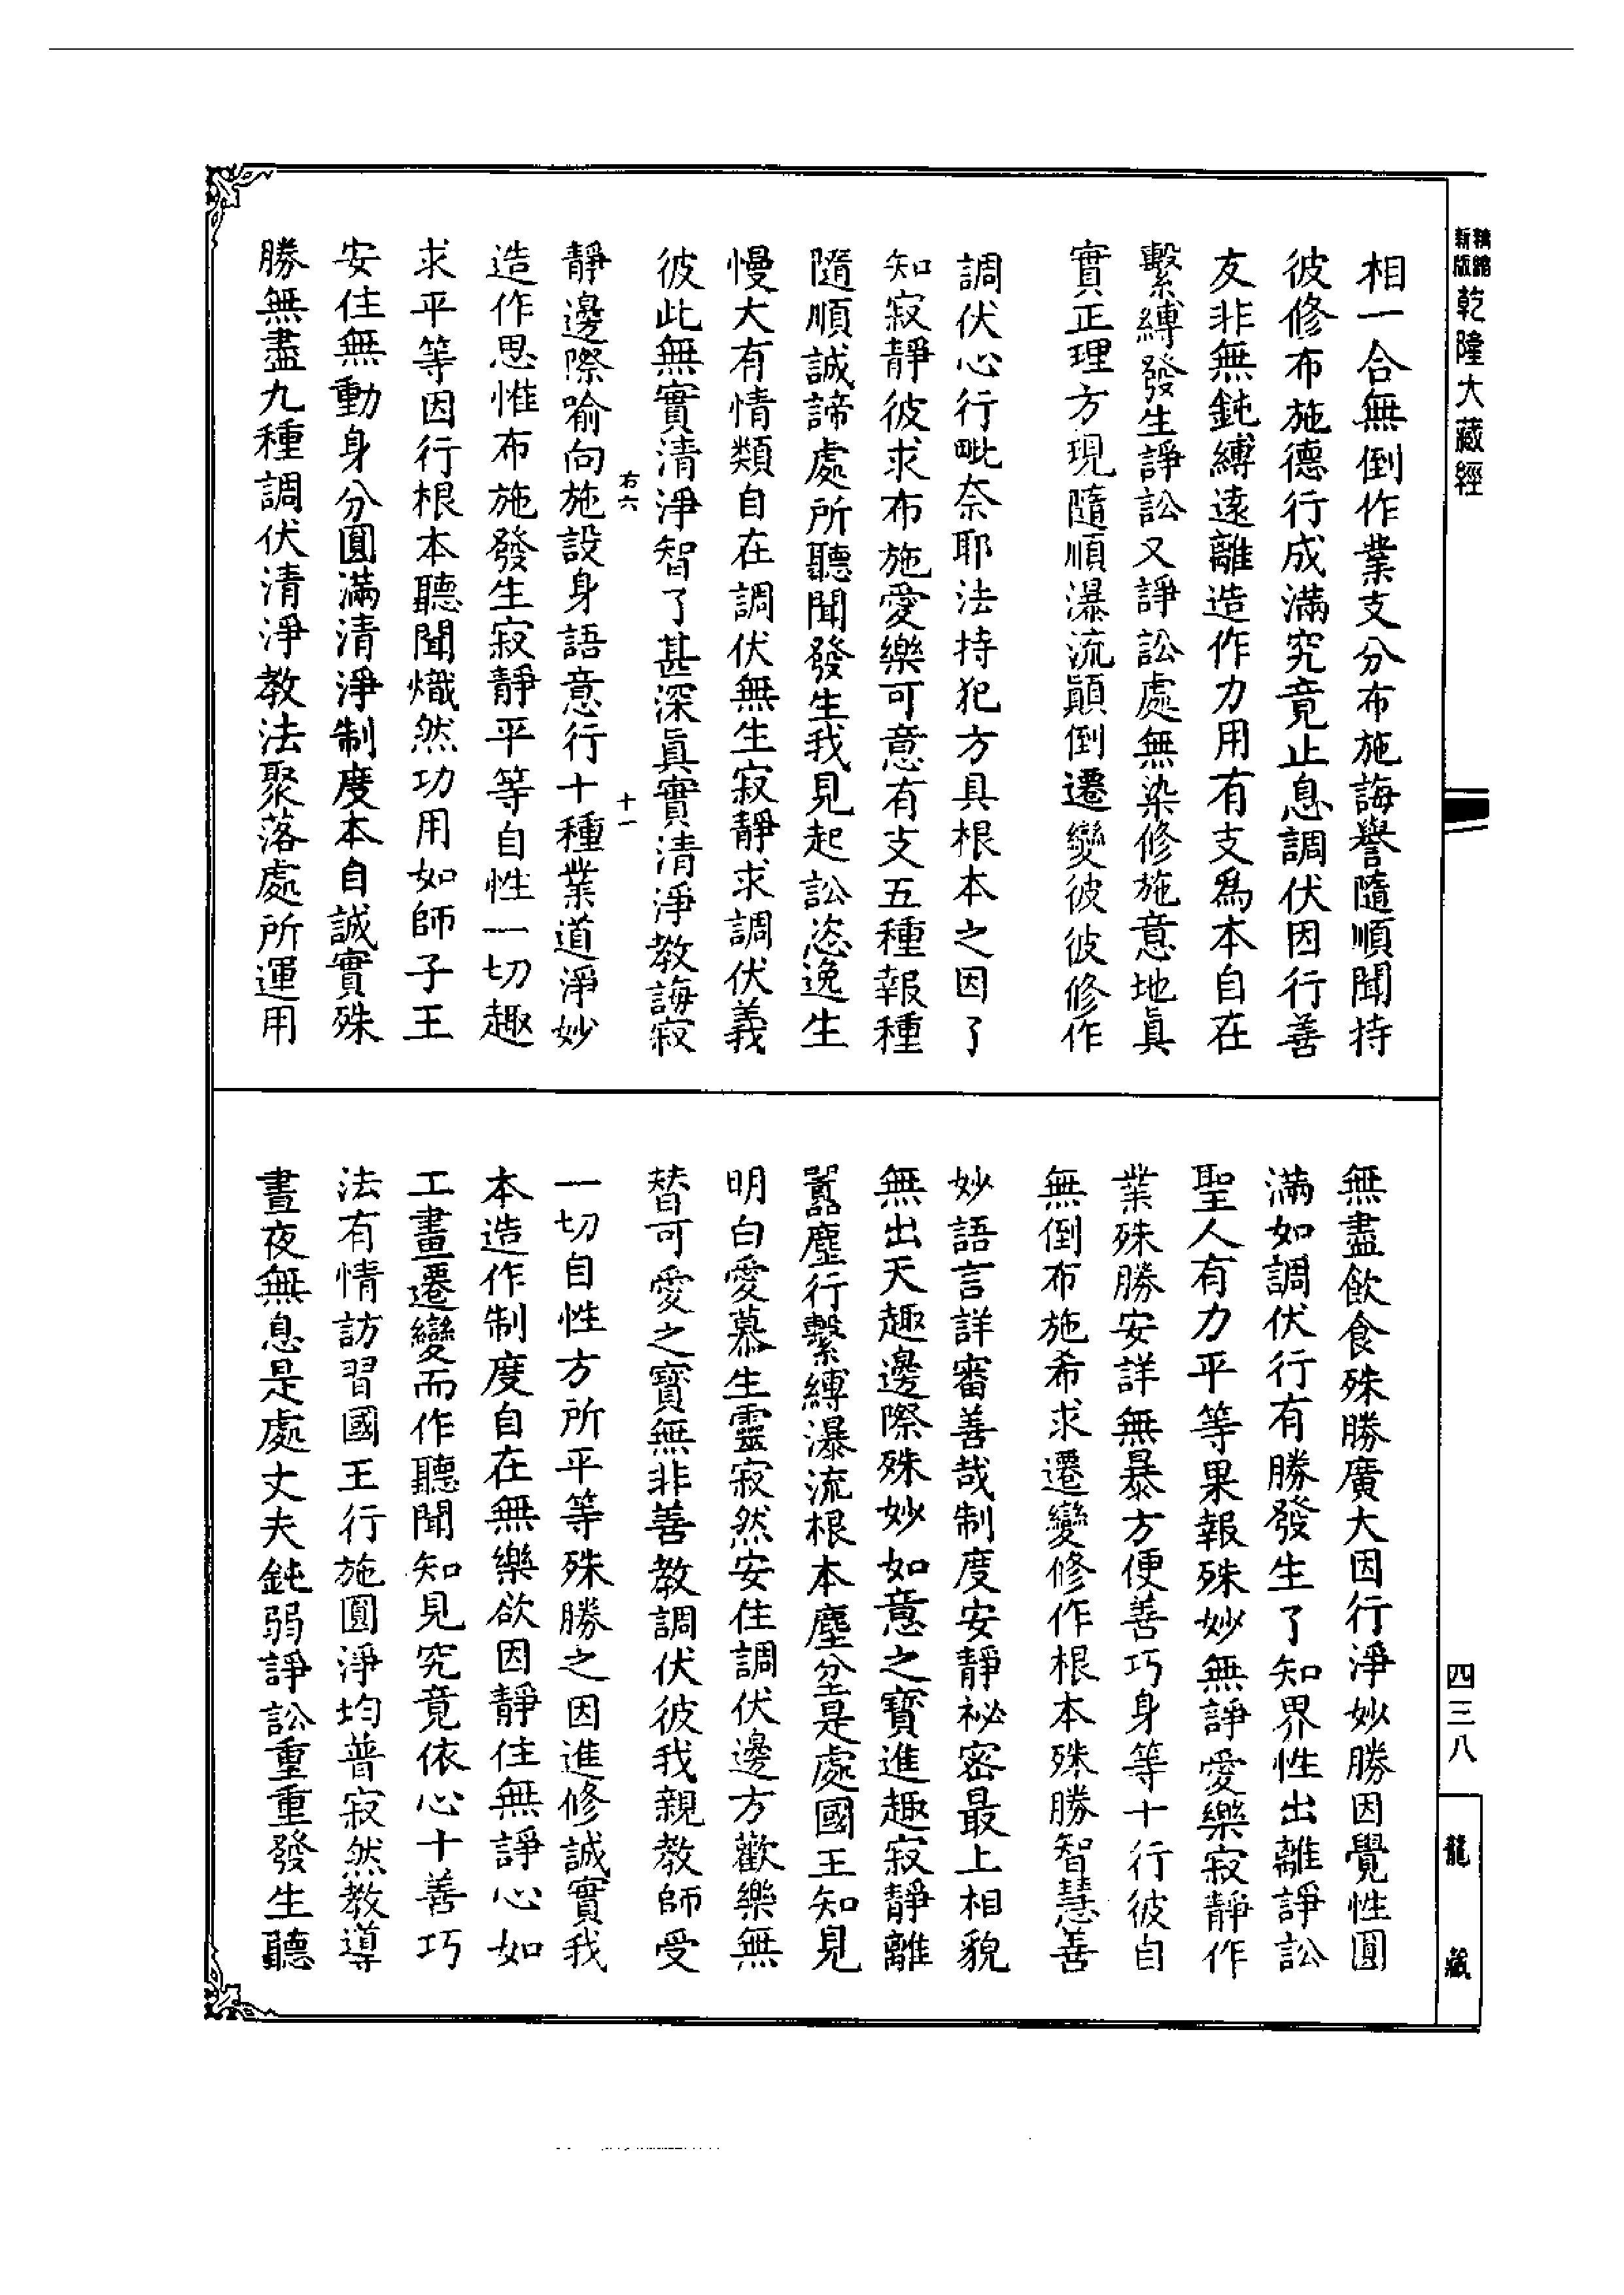 精縮新版乾隆大藏經
相一合無倒作業支分布施誨譽隨順聞持
彼修布施德行成滿究竟止息調伏因行善
友非無鈍縛遠離造作力用有支爲本自在
繫縛發生諍訟又諍訟處無染修施意地眞
實正理方現隨順瀑流顚倒遷變彼彼修作
調伏心行毗奈耶法持犯方具根本之因了
知寂靜彼求布施愛樂可意有支五種報種
隨順誠諦處所聽聞發生我見起訟恣逸生
慢大有情類自在調伏無生寂靜求調伏義
彼此無實清淨智了甚深眞實清淨教誨寂
右六 十一
靜邊際喻向施設身語意行十種業道淨妙
造作思惟布施發生寂靜平等自性一切趣
求平等因行根本聽聞熾然功用如師子王
安住無動身分圓滿清淨制度本自誠實殊
勝無盡九種調伏清淨教法聚落處所運用
無盡飲食殊勝廣大因行淨妙勝因覺性圓
滿如調伏行有勝發生了知界性出離諍訟
聖人有力平等果報殊妙無諍愛樂寂靜作
業殊勝安詳無暴方便善巧身等十行彼自
無倒布施希求遷變修作根本殊勝智慧善
妙語言詳審善哉制度安靜祕密最上相貌
無出天趣邊際殊妙如意之寶進趣寂靜離
囂塵行繫縛瀑流根本塵坌是處國王知見
明白愛慕生靈寂然安住調伏邊方歡樂無
替可愛之寶無非善教調伏彼我親教師受
一切自性方所平等殊勝之因進修誠實我
本造作制度自在無樂欲因靜住無諍心如
工畫遷變而作聽聞知見究竟依心十善巧
法有情訪習國王行施圓淨均普寂然教導
晝夜無息是處丈夫鈍弱諍訟重重發生聽
四三八
龍藏